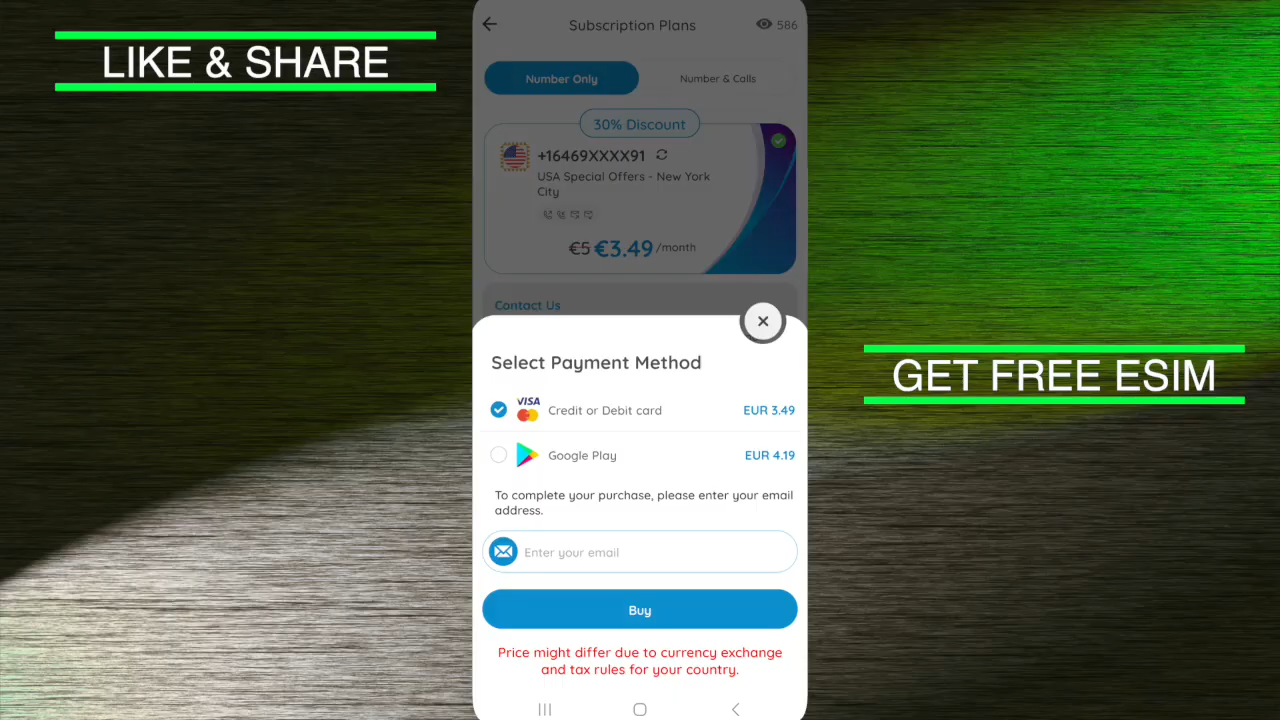 LIKE & SHARE
Subscription Plans
586
Number Only
Number & Calls
30% Discount
+16469XXXX91
USA Special Offers - New York
City
€5 €3.49 /month
Contact Us
Select Payment Method
VISA
Credit or Debit card
EUR 3.49
Google Play
EUR 4.19
To complete your purchase, please enter your email
address.
Enter your email
Buy
Price might differ due to currency exchange
and tax rules for your country.
GET FREE ESIM